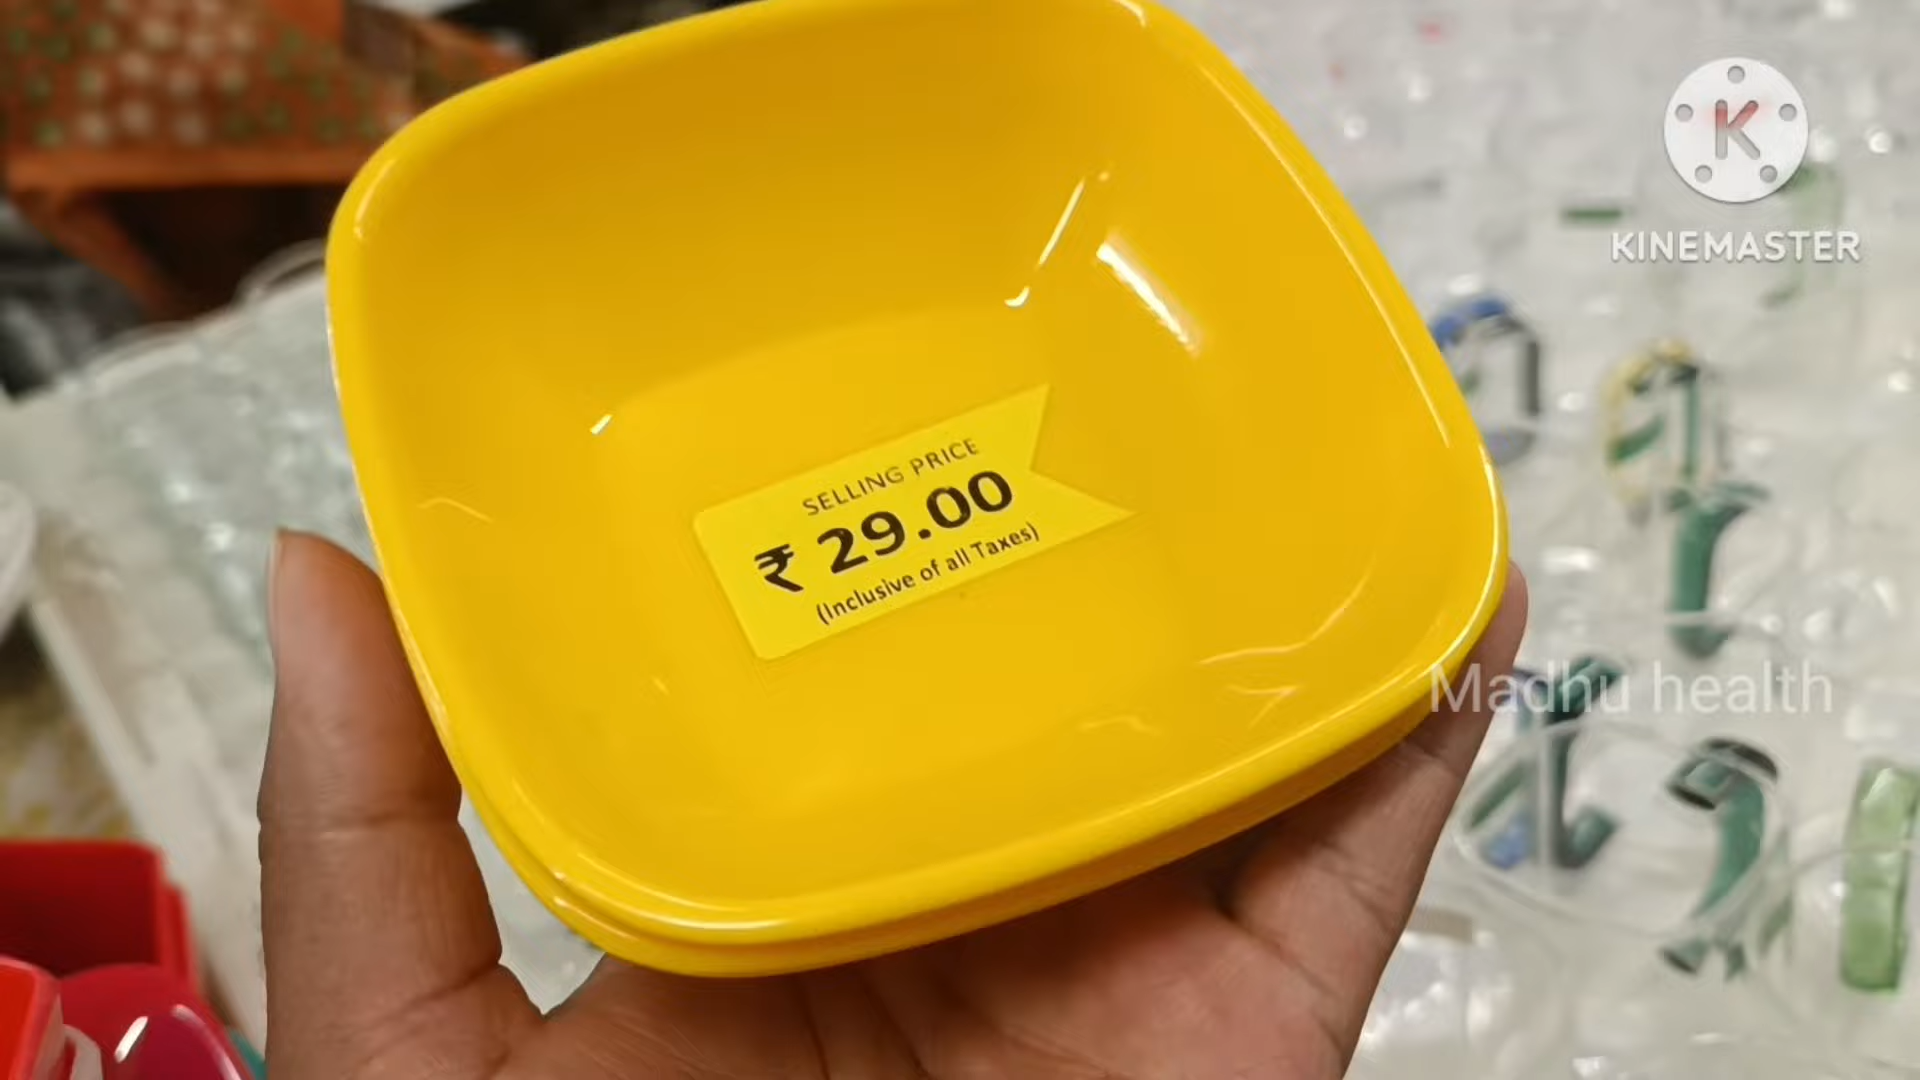 K
KINEMASTER
SELLING PRICE
₹ 29.00
(Inclusive of all Taxes)
Madhu health